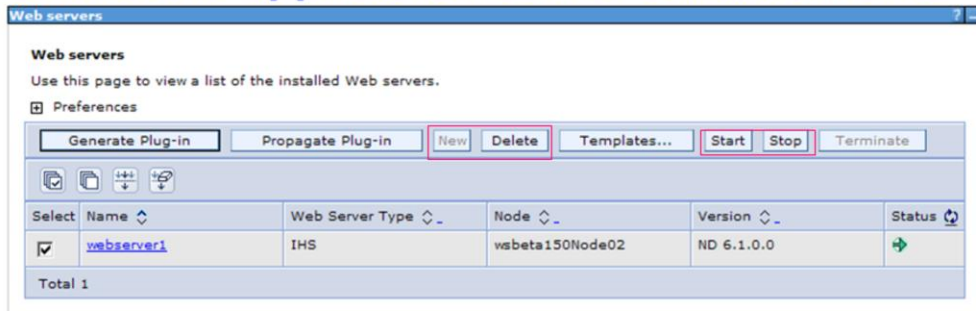 Web servers ? –
Web servers
Use this page to view a list of the installed Web servers.
Preferences
Generate Plug-in Propagate Plug-in New Delete Templates... Start Stop Terminate
Select Name Web Server Type Node Version Status
webserver1 IHS wsbeta150Node02 ND 6.1.0.0
Total 1